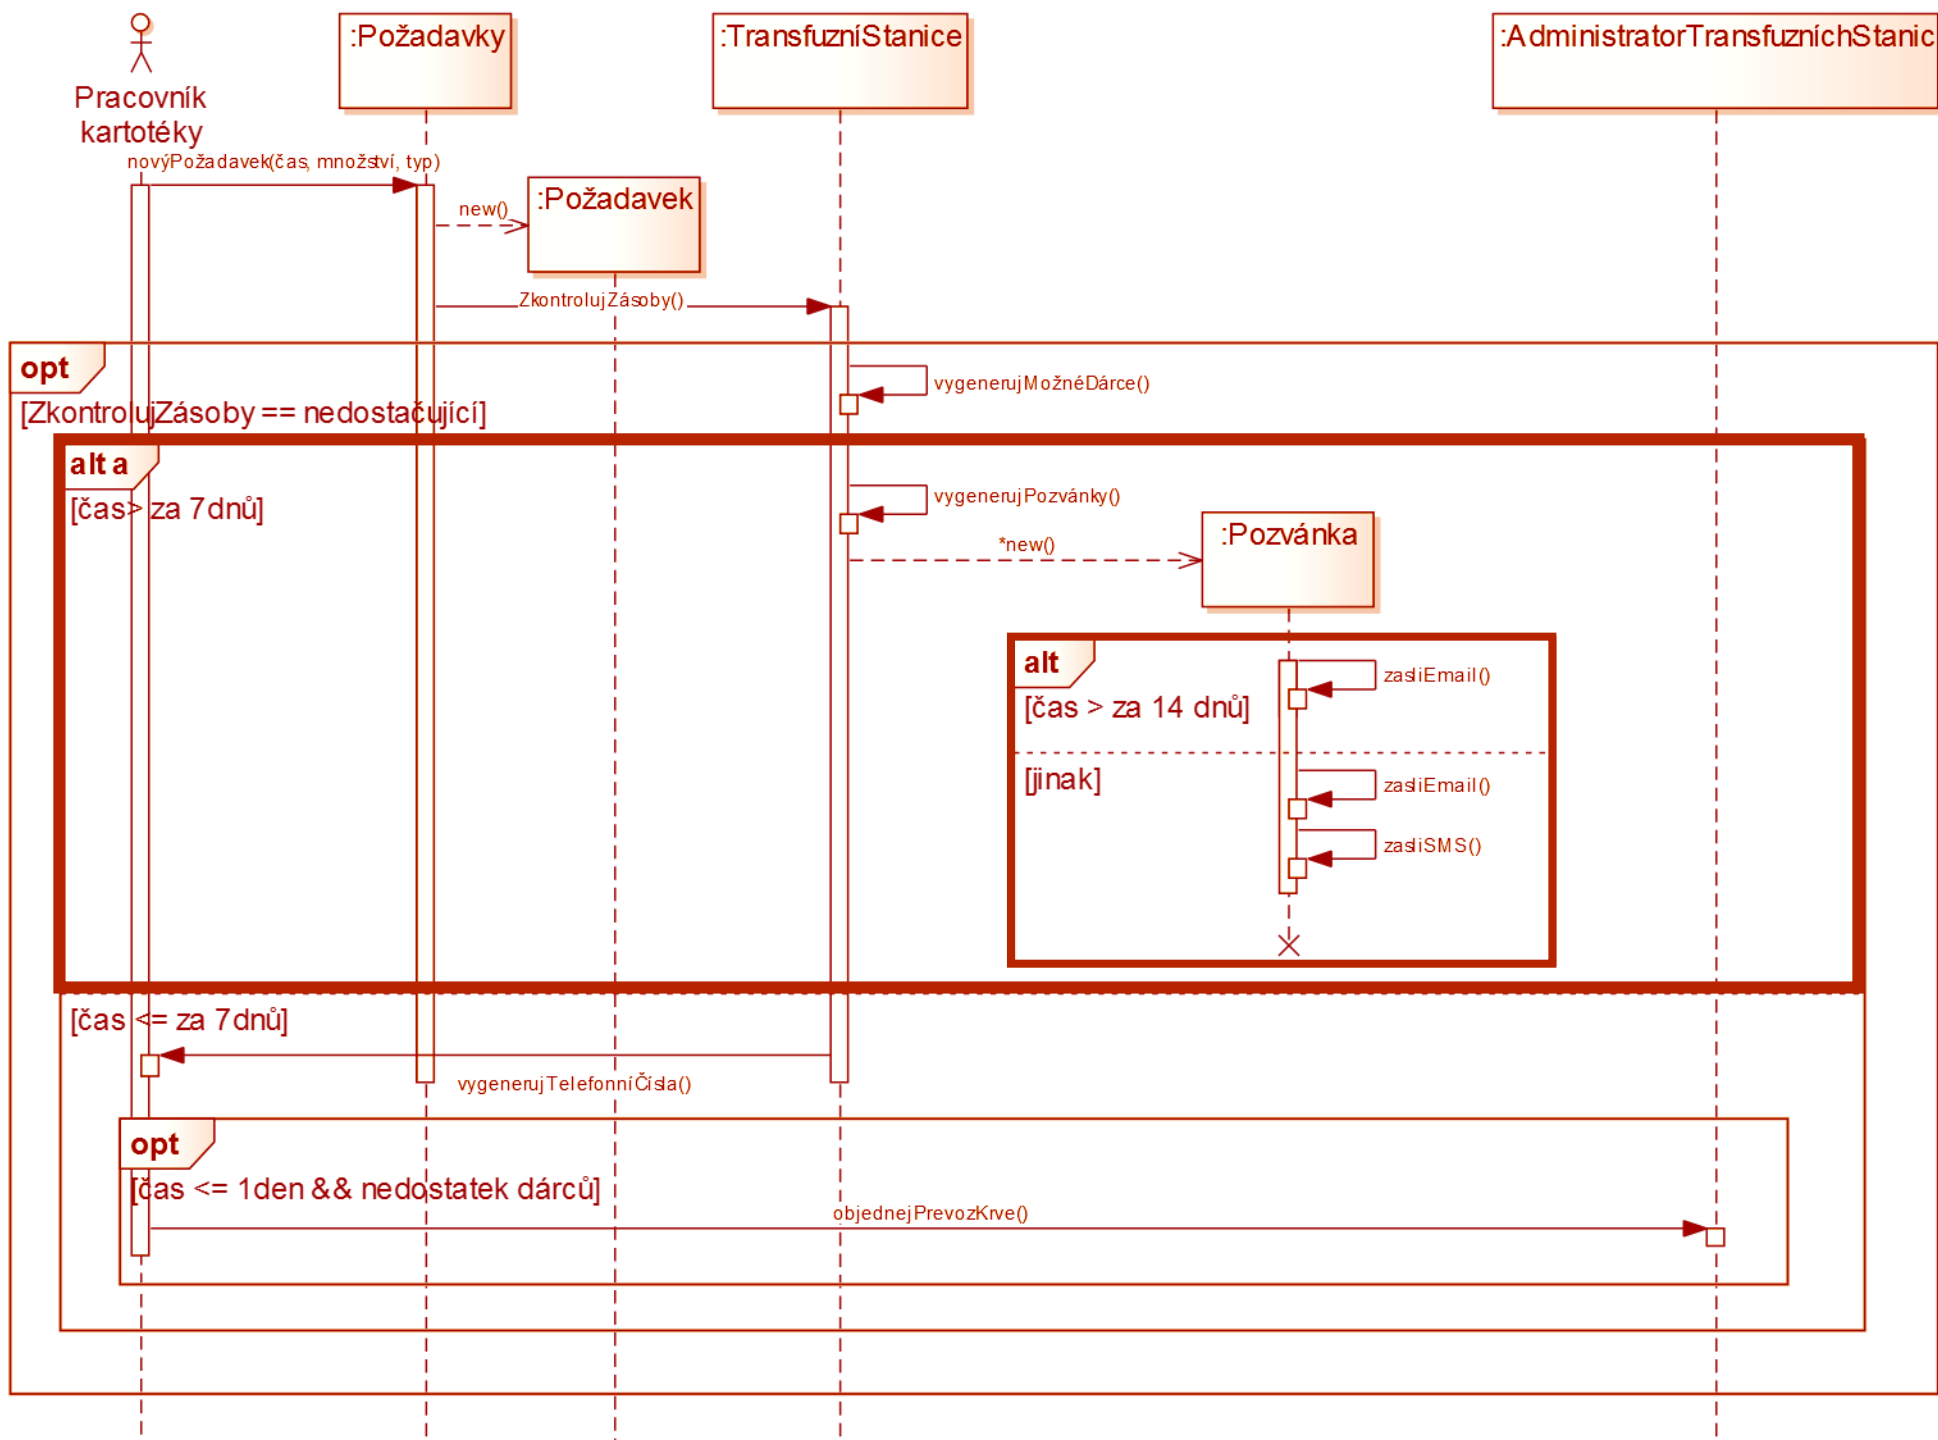 :Požadavky
:TransfuzníStanice
:AdministratorTransfuzníchStanic
Pracovník
kartotéky
novýPožadavek(čas, množství, typ)
:Požadavek
new()
ZkontrolujZásoby()
opt
[ZkontrolujZásoby == nedostačující]
vygenerujMožnéDárce()
alt a
[čas> za 7dnů]
vygenerujPozvánky()
:Pozvánka
*new()
alt
[čas > za 14 dnů]
zasliEmail()
[jinak]
zasliEmail()
zasliSMS()
[čas <= za 7dnů]
vygenerujTelefonníČísla()
opt
[čas <= 1den && nedostatek dárců]
objednejPrevozKrve()